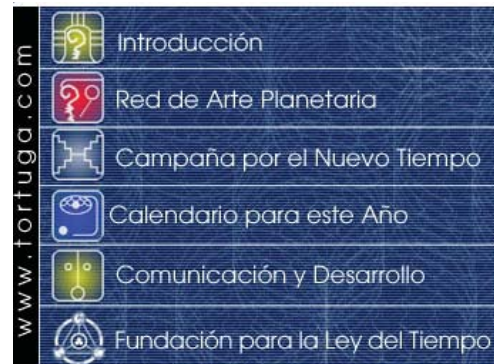 www.tortuga.com
Introducción
Red de Arte Planetaria
Campaña por el Nuevo Tiempo
Calendario para este Año
Comunicación y Desarrollo
Fundación para la Ley del Tiempo